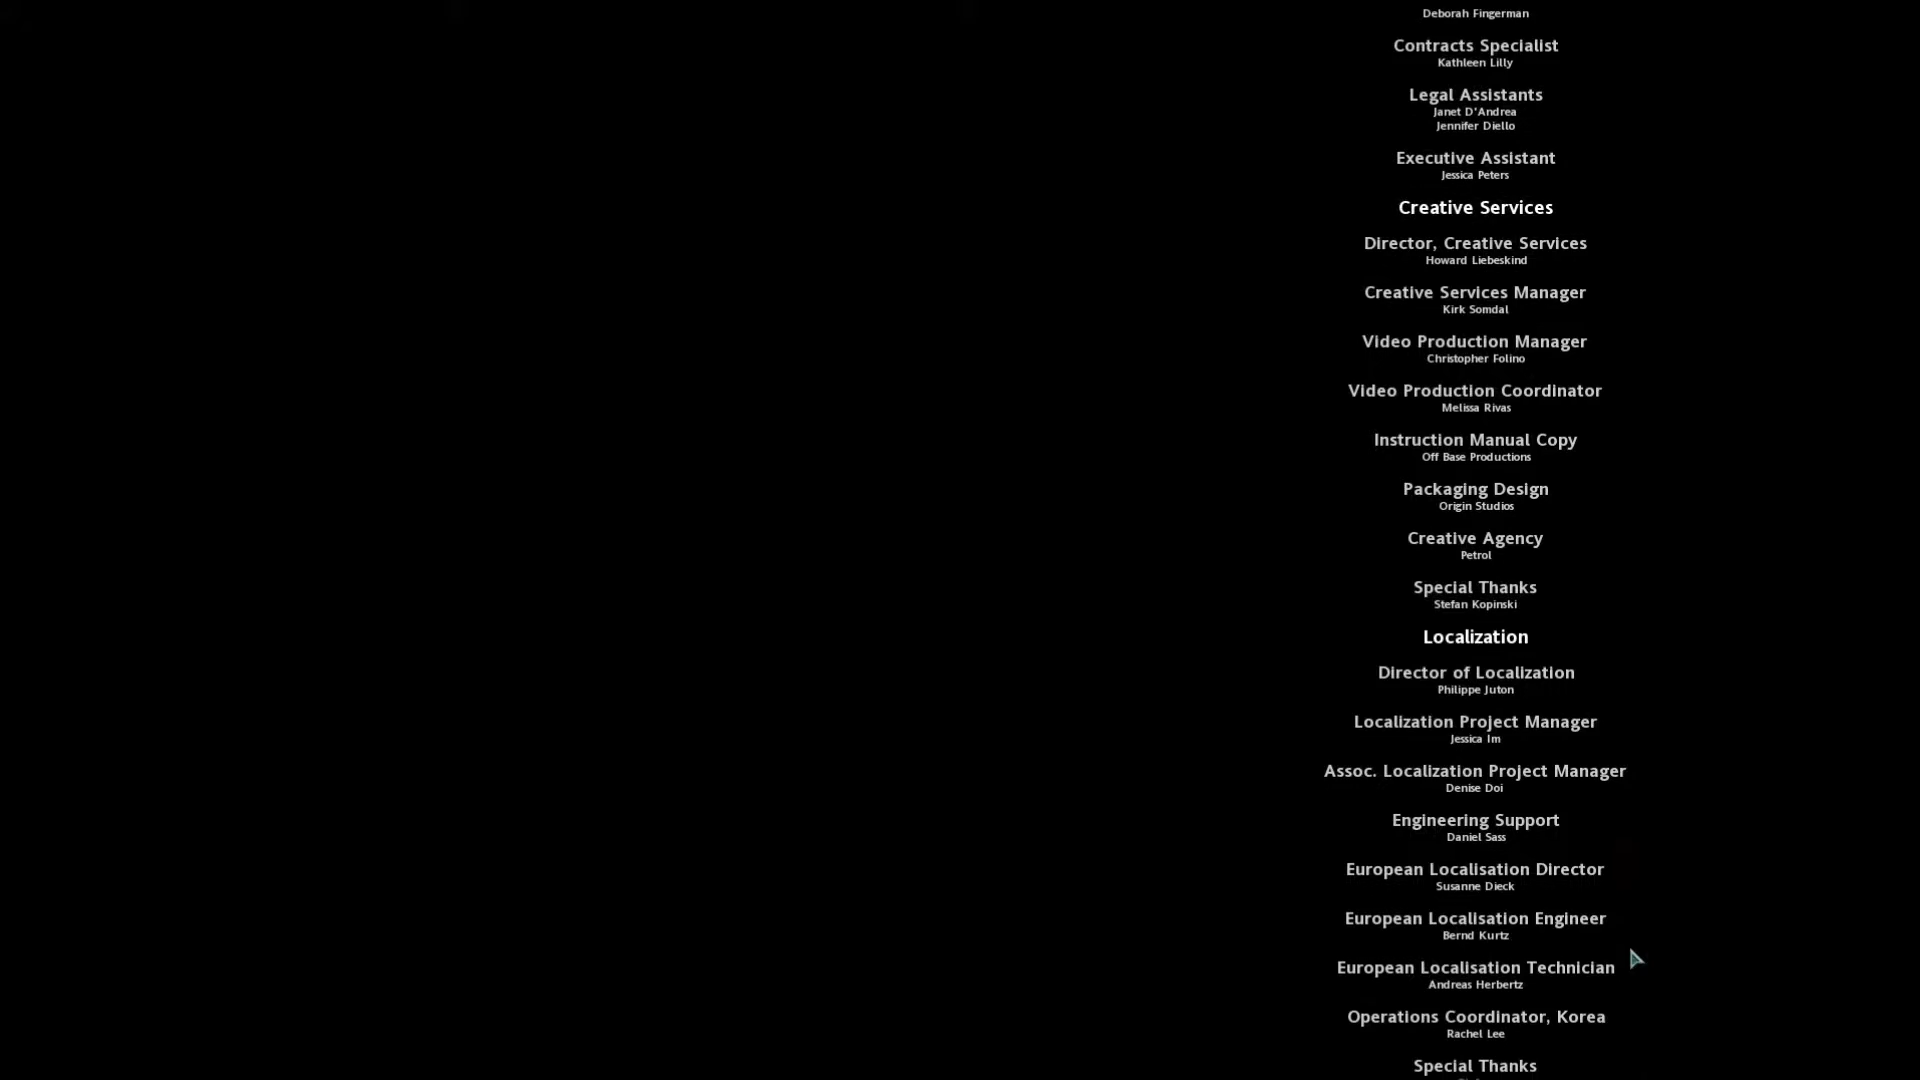 Deborah Fingerman
Contracts Specialist
Kathleen Lilly
Legal Assistants
Janet D'Andrea
Jennifer Diello
Executive Assistant
Jessica Peters
Creative Services
Director, Creative Services
Howard Liebeskind
Creative Services Manager
Kirk Somdal
Video Production Manager
Christopher Folino
Video Production Coordinator
Melissa Rivas
Instruction Manual Copy
Off Base Productions
Packaging Design
Origin Studios
Creative Agency
Petrol
Special Thanks
Stefan Kopinski
Localization
Director of Localization
Philippe Juton
Localization Project Manager
Jessica Im
Assoc. Localization Project Manager
Denise Doi
Engineering Support
Daniel Sass
European Localisation Director
Susanne Dieck
European Localisation Engineer
Bernd Kurtz
European Localisation Technician
Andreas Herbertz
Operations Coordinator, Korea
Rachel Lee
Special Thanks